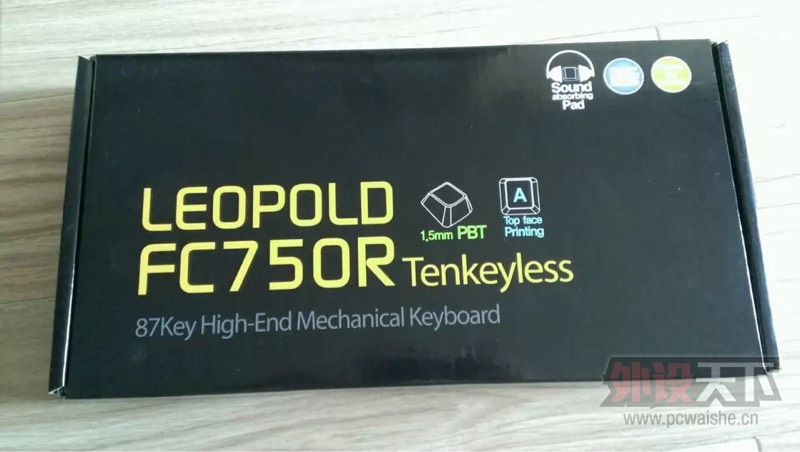 Sound
absorbing
Pad
LEOPOLD
1.5mm PBT
A
Top face
Printing
FC750R Tenkeyless
87Key High-End Mechanical Keyboard
外设天下
www.pcwaishe.cn